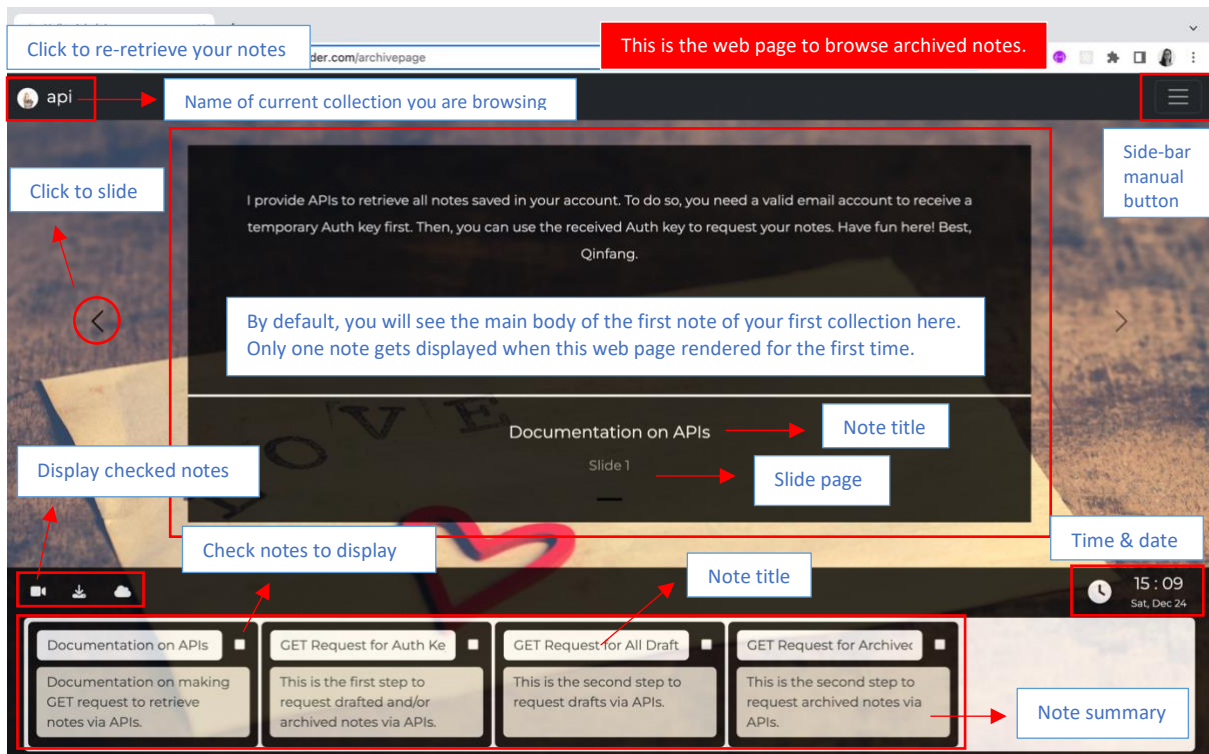 Click to re-retrieve your notes
der.com/archivepage
This is the web page to browse archived notes.
api
Name of current collection you are browsing
Side-bar
manual
button
Click to slide
I provide APIs to retrieve all notes saved in your account. To do so, you need a valid email account to receive a
temporary Auth key first. Then, you can use the received Auth key to request your notes. Have fun here! Best,
Qinfang.
By default, you will see the main body of the first note of your first collection here.
Only one note gets displayed when this web page rendered for the first time.
LOVE
Documentation on APIs
Note title
Slide 1
Slide page
Display checked notes
Check notes to display
Note title
Time & date
15 : 09
Sat, Dec 24
Documentation on APIs
GET Request for Auth Ke
GET Request for All Draft
GET Request for Archivec
Documentation on making
GET request to retrieve
notes via APIs.
This is the first step to
request drafted and/or
archived notes via APIs.
This is the second step to
request drafts via APIs.
This is the second step to
request archived notes via
APIs.
Note summary